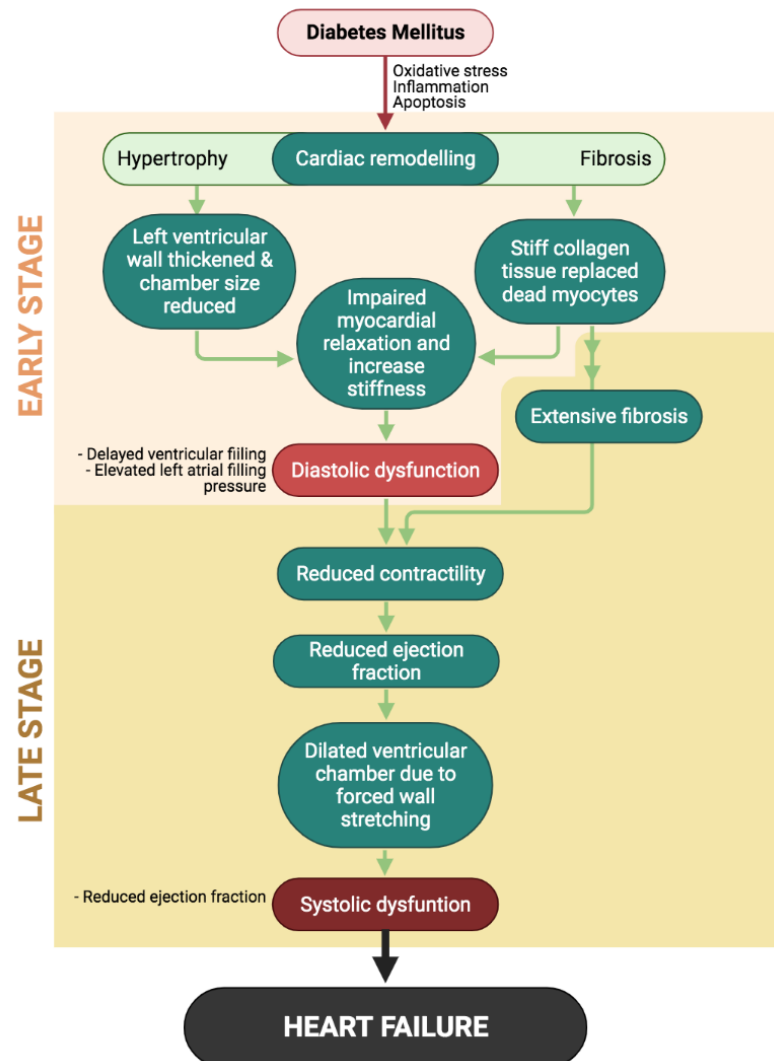 Diabetes Mellitus
Oxidative stress
Inflammation
Apoptosis
Hypertrophy
Cardiac remodelling
Fibrosis
EARLY STAGE
Left ventricular
wall thickened &
chamber size
reduced
Stiff collagen
tissue replaced
dead myocytes
Impaired
myocardial
relaxation and
increase
stiffness
Extensive fibrosis
- Delayed ventricular fiiling
- Elevated left atrial filling
pressure
Diastolic dysfunction
LATE STAGE
Reduced contractility
Reduced ejection
fraction
Dilated ventricular
chamber due to
forced wall
stretching
- Reduced ejection fraction
Systolic dysfuntion
HEART FAILURE